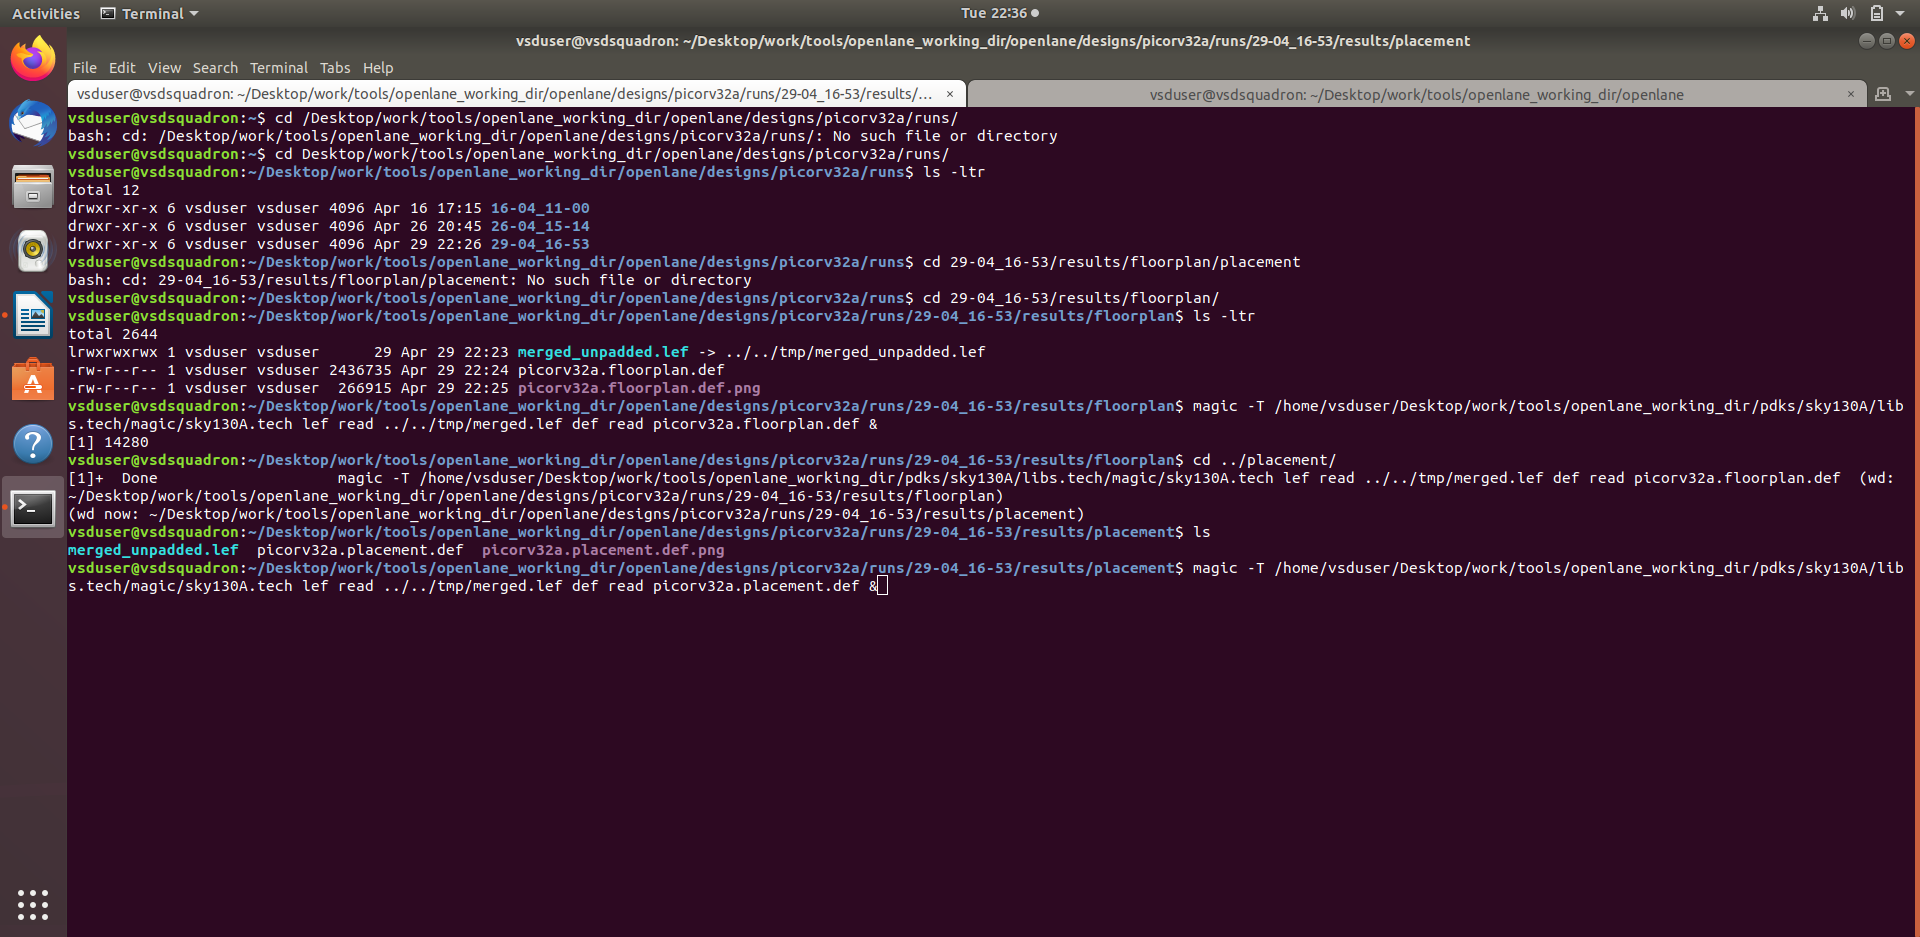 Activities Terminal Tue 22:36
vsduser@vsdsquadron: ~/Desktop/work/tools/openlane_working_dir/openlane/designs/picorv32a/runs/29-04_16-53/results/placement
File Edit View Search Terminal Tabs Help
vsduser@vsdsquadron: ~/Desktop/work/tools/openlane_working_dir/openlane/designs/picorv32a/runs/29-04_16-53/results/... × vsduser@vsdsquadron: ~/Desktop/work/tools/openlane_working_dir/openlane ×
vsduser@vsdsquadron:~$ cd /Desktop/work/tools/openlane_working_dir/openlane/designs/picorv32a/runs/
bash: cd: /Desktop/work/tools/openlane_working_dir/openlane/designs/picorv32a/runs/: No such file or directory
vsduser@vsdsquadron:~$ cd Desktop/work/tools/openlane_working_dir/openlane/designs/picorv32a/runs/
vsduser@vsdsquadron:~/Desktop/work/tools/openlane_working_dir/openlane/designs/picorv32a/runs$ ls -ltr
total 12
drwxr-xr-x 6 vsduser vsduser 4096 Apr 16 17:15 16-04_11-00
drwxr-xr-x 6 vsduser vsduser 4096 Apr 26 20:45 26-04_15-14
drwxr-xr-x 6 vsduser vsduser 4096 Apr 29 22:26 29-04_16-53
vsduser@vsdsquadron:~/Desktop/work/tools/openlane_working_dir/openlane/designs/picorv32a/runs$ cd 29-04_16-53/results/floorplan/placement
bash: cd: 29-04_16-53/results/floorplan/placement: No such file or directory
vsduser@vsdsquadron:~/Desktop/work/tools/openlane_working_dir/openlane/designs/picorv32a/runs$ cd 29-04_16-53/results/floorplan/
vsduser@vsdsquadron:~/Desktop/work/tools/openlane_working_dir/openlane/designs/picorv32a/runs/29-04_16-53/results/floorplan$ ls -ltr
total 2644
lrwxrwxrwx 1 vsduser vsduser      29 Apr 29 22:23 merged_unpadded.lef -> ../../tmp/merged_unpadded.lef
-rw-r--r-- 1 vsduser vsduser 2436735 Apr 29 22:24 picorv32a.floorplan.def
-rw-r--r-- 1 vsduser vsduser  266915 Apr 29 22:25 picorv32a.floorplan.def.png
vsduser@vsdsquadron:~/Desktop/work/tools/openlane_working_dir/openlane/designs/picorv32a/runs/29-04_16-53/results/floorplan$ magic -T /home/vsduser/Desktop/work/tools/openlane_working_dir/pdks/sky130A/lib
s.tech/magic/sky130A.tech lef read ../../tmp/merged.lef def read picorv32a.floorplan.def &
[1] 14280
vsduser@vsdsquadron:~/Desktop/work/tools/openlane_working_dir/openlane/designs/picorv32a/runs/29-04_16-53/results/floorplan$ cd ../placement/
[1]+  Done                    magic -T /home/vsduser/Desktop/work/tools/openlane_working_dir/pdks/sky130A/libs.tech/magic/sky130A.tech lef read ../../tmp/merged.lef def read picorv32a.floorplan.def  (wd:
~/Desktop/work/tools/openlane_working_dir/openlane/designs/picorv32a/runs/29-04_16-53/results/floorplan)
(wd now: ~/Desktop/work/tools/openlane_working_dir/openlane/designs/picorv32a/runs/29-04_16-53/results/placement)
vsduser@vsdsquadron:~/Desktop/work/tools/openlane_working_dir/openlane/designs/picorv32a/runs/29-04_16-53/results/placement$ ls
merged_unpadded.lef  picorv32a.placement.def  picorv32a.placement.def.png
vsduser@vsdsquadron:~/Desktop/work/tools/openlane_working_dir/openlane/designs/picorv32a/runs/29-04_16-53/results/placement$ magic -T /home/vsduser/Desktop/work/tools/openlane_working_dir/pdks/sky130A/lib
s.tech/magic/sky130A.tech lef read ../../tmp/merged.lef def read picorv32a.placement.def &